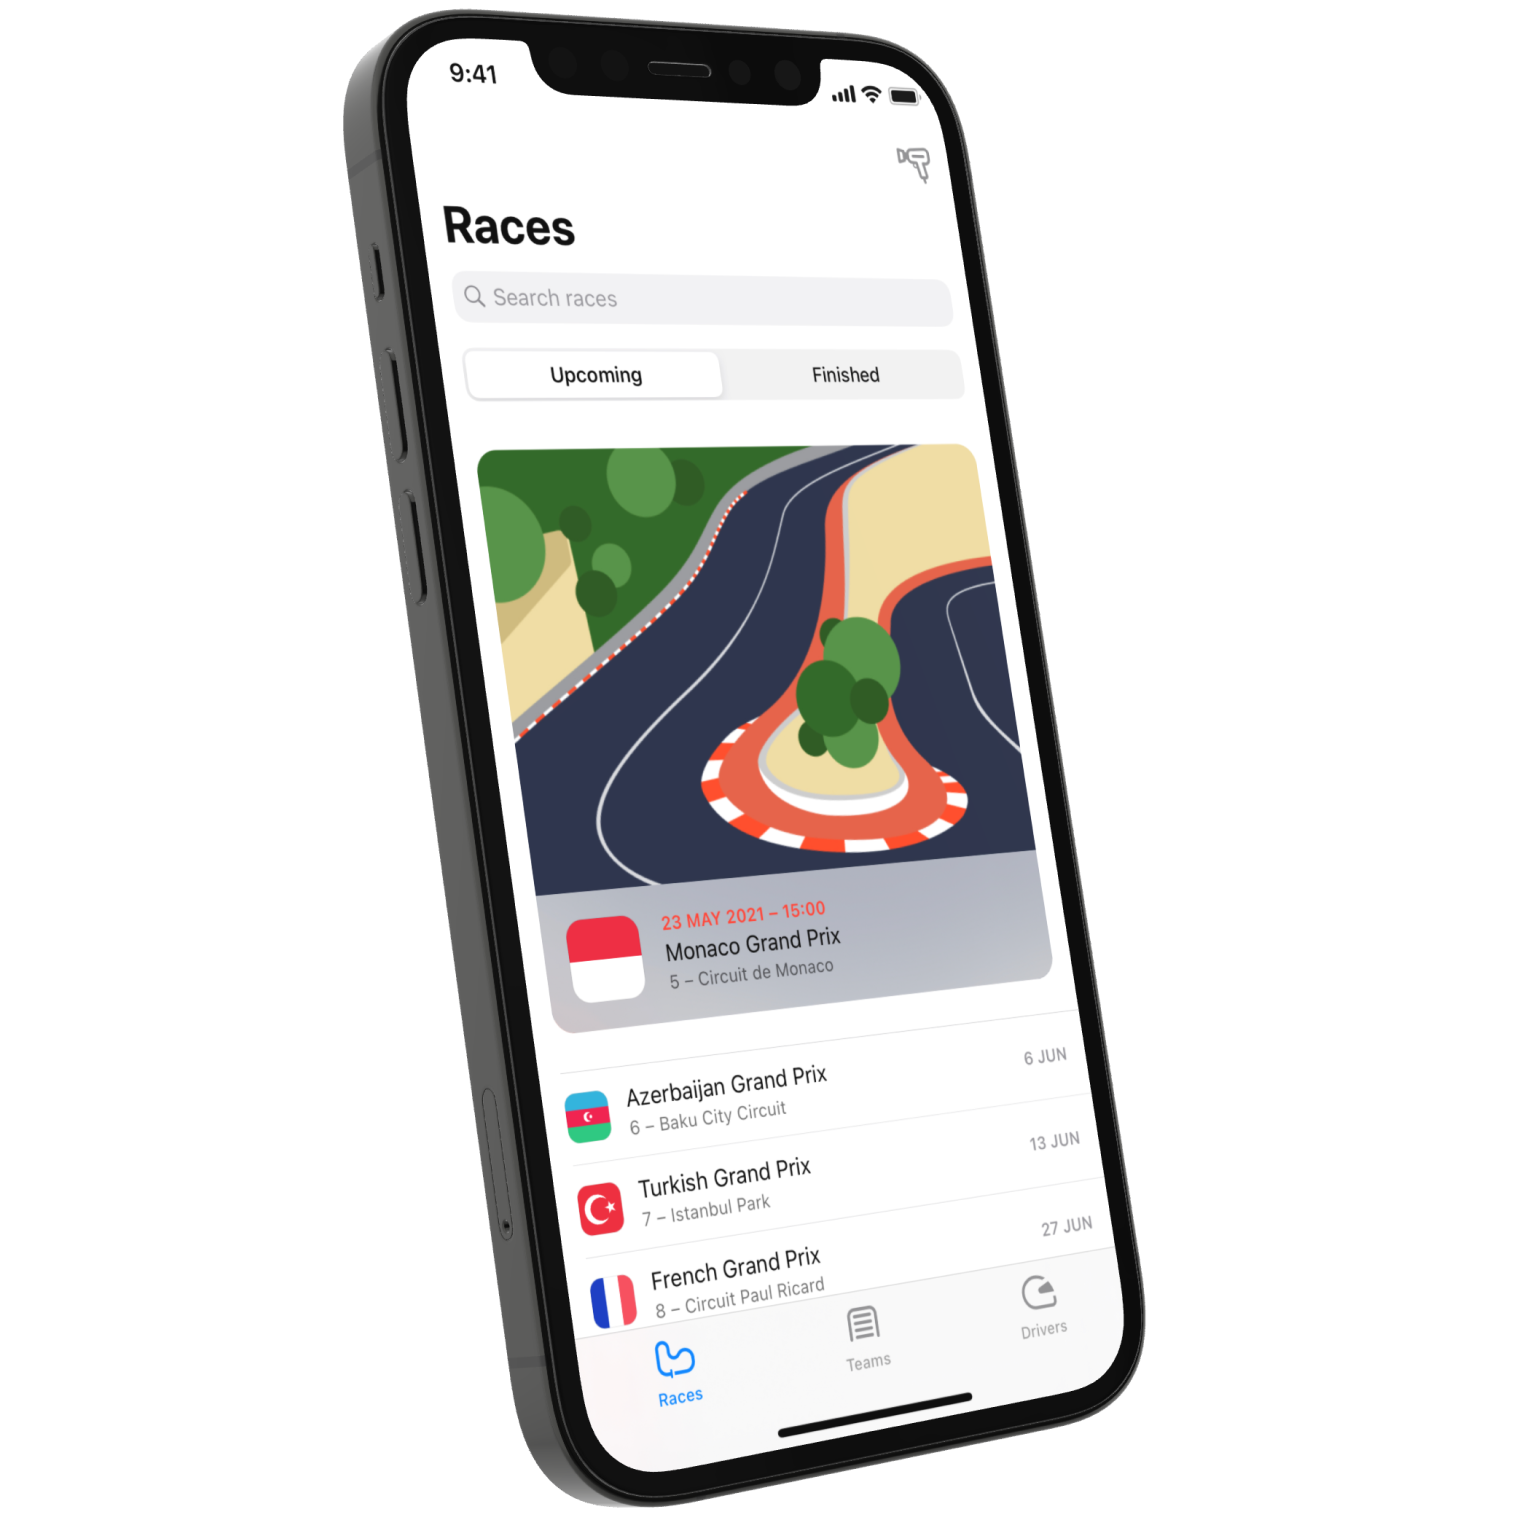 9:41
Races
Search races
Upcoming
Finished
23 MAY 2021 – 15:00
Monaco Grand Prix
5 – Circuit de Monaco
Azerbaijan Grand Prix
6 JUN
6 – Baku City Circuit
Turkish Grand Prix
13 JUN
7 – Istanbul Park
French Grand Prix
27 JUN
8 – Circuit Paul Ricard
Races
Teams
Drivers